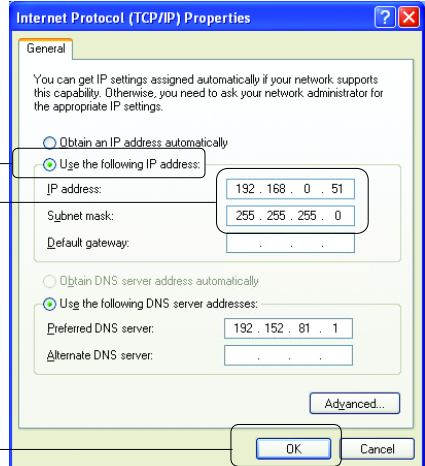 Internet Protocol (TCP/IP) Properties
General
You can get IP settings assigned automatically if your network supports
this capability. Otherwise, you need to ask your network administrator for
the appropriate IP settings.
Obtain an IP address automatically
Use the following IP address:
IP address: 192 . 168 . 0 . 51
Subnet mask: 255 . 255 . 255 . 0
Default gateway: . . .
Obtain DNS server address automatically
Use the following DNS server addresses:
Preferred DNS server: 192 . 152 . 81 . 1
Alternate DNS server: . . .
Advanced...
OK Cancel